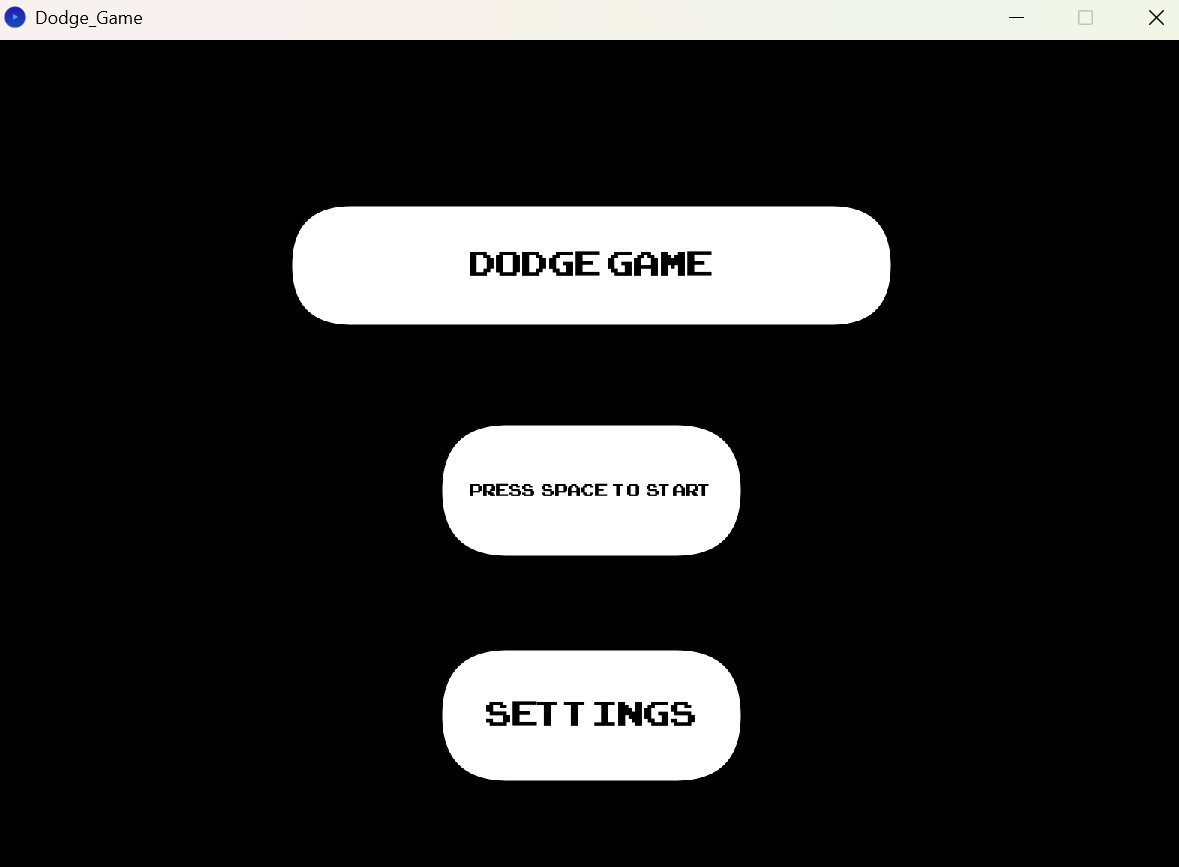 Dodge_Game
DODGE GAME
PRESS SPACE TO START
SETTINGS